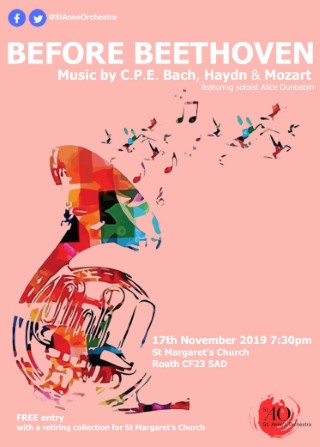 @StAnneOrchestra
BEFORE BEETHOVEN
Music by C.P.E. Bach, Haydn & Mozart
featuring soloist Alice Dunbabin
17th November 2019 7:30pm
St Margaret's Church
Roath CF23 5AD
AO
St Anne's Orchestra
FREE entry
with a retiring collection for St Margaret's Church